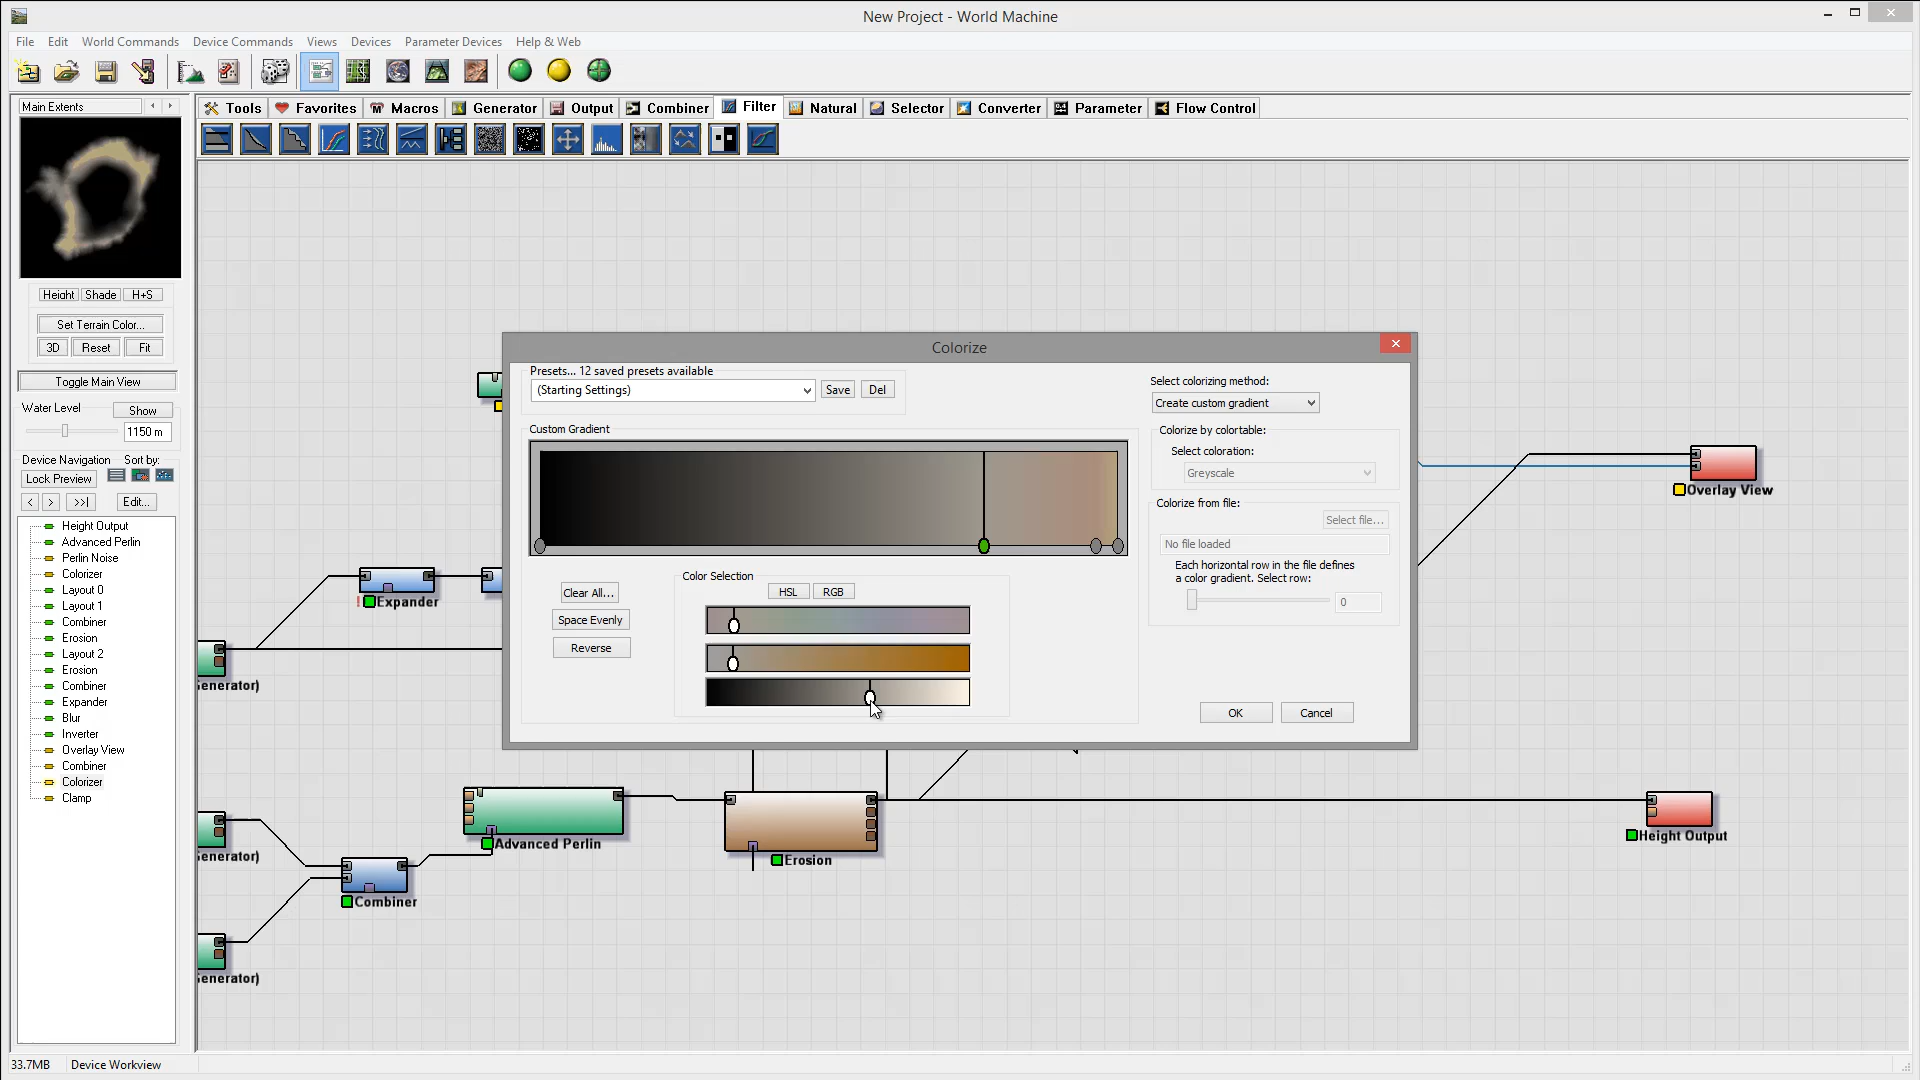 New Project - World Machine
File Edit World Commands Device Commands Views Devices Parameter Devices Help & Web
Main Extents
Tools Favorites Macros Generator Output Combiner Filter Natural Selector Converter Parameter Flow Control
Height Shade H+S
Set Terrain Color...
3D Reset Fit
Toggle Main View
Water Level Show
1150 m
Device Navigation Sort by:
Lock Preview
< > >>| Edit...
Height Output
Advanced Perlin
Perlin Noise
Colorizer
Layout 0
Layout 1
Combiner
Erosion
Layout 2
Erosion
Combiner
Expander
Blur
Inverter
Overlay View
Combiner
Colorizer
Clamp
33.7MB Device Workview
! Expander
Generator)
Generator)
Combiner
Generator)
Advanced Perlin
Erosion
Overlay View
Height Output
Colorize
Presets... 12 saved presets available
(Starting Settings) Save Del
Custom Gradient
Clear All...
Space Evenly
Reverse
Color Selection
HSL RGB
Select colorizing method:
Create custom gradient
Colorize by colortable:
Select coloration:
Greyscale
Colorize from file:
Select file...
No file loaded
Each horizontal row in the file defines
a color gradient. Select row:
0
OK Cancel